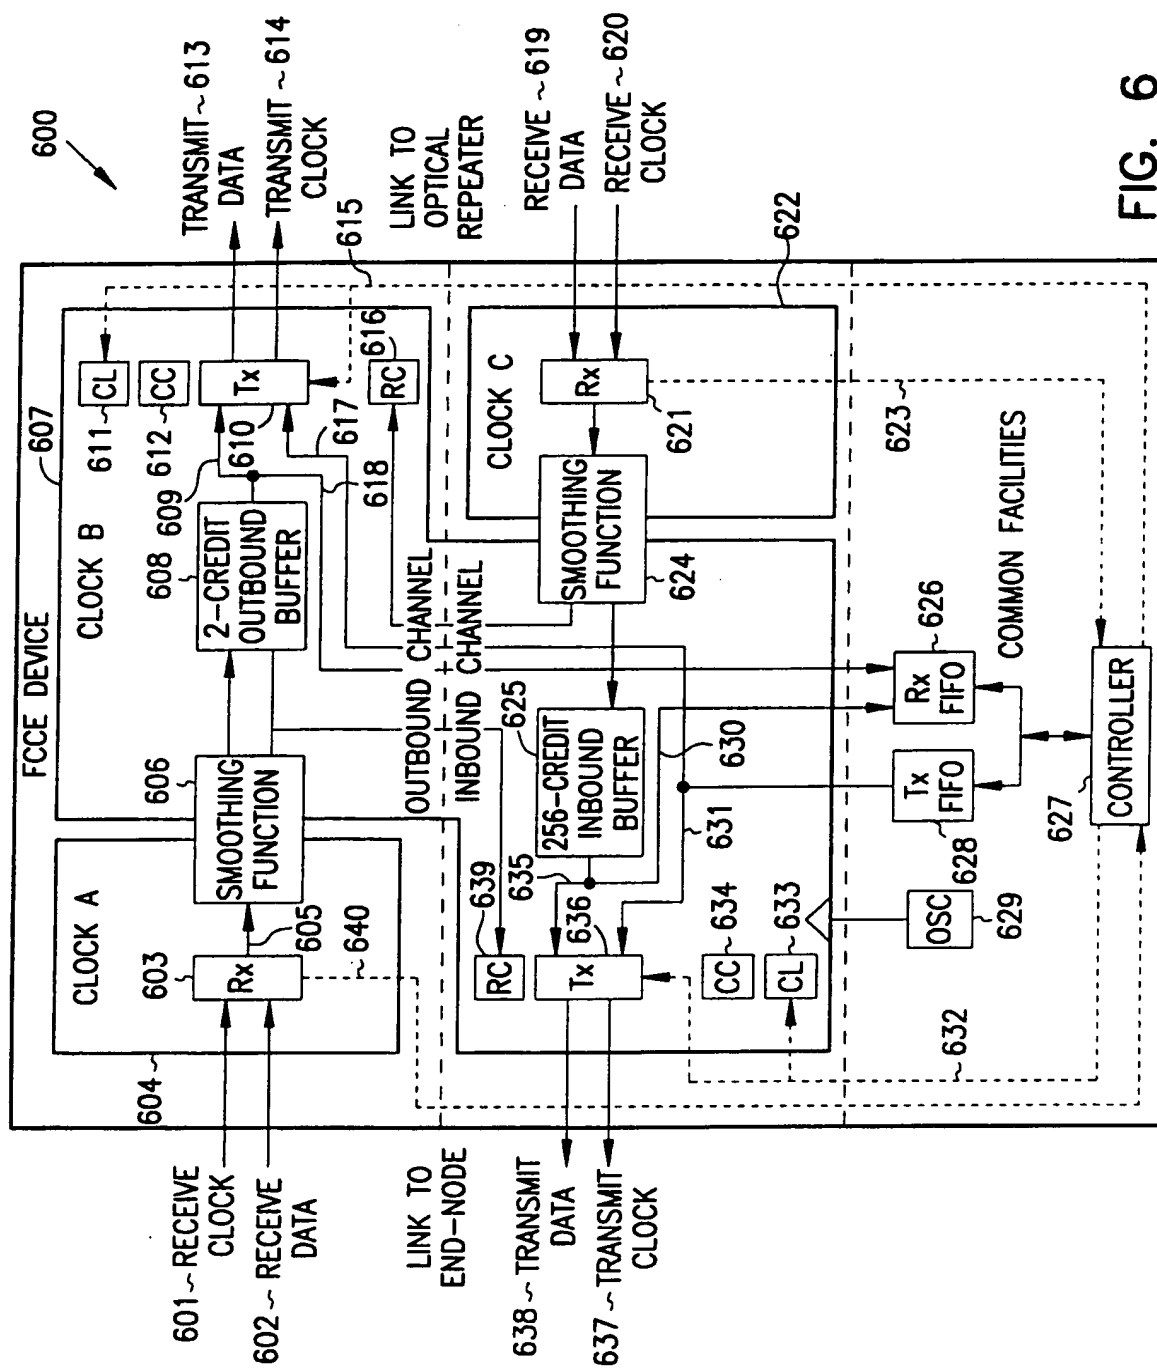 600
FCCE DEVICE
607
CLOCK A
603
Rx
605
640
604
606
SMOOTHING
FUNCTION
CLOCK B
608
2-CREDIT
OUTBOUND
BUFFER
609
611
CL
612
CC
610
Tx
617
618
RC
616
615
TRANSMIT ~ 613
DATA
TRANSMIT ~ 614
CLOCK
LINK TO
OPTICAL
REPEATER
RECEIVE ~ 619
DATA
RECEIVE ~ 620
CLOCK
601 ~ RECEIVE
CLOCK
602 ~ RECEIVE
DATA
LINK TO
END-NODE
638 ~ TRANSMIT
DATA
637 ~ TRANSMIT
CLOCK
OUTBOUND CHANNEL
INBOUND CHANNEL
639
RC
635
625
256-CREDIT
INBOUND
BUFFER
636
Tx
CC
634
CL
633
630
631
SMOOTHING
FUNCTION
624
CLOCK C
Rx
621
622
623
632
OSC
629
Tx
FIFO
628
Rx
FIFO
626
COMMON FACILITIES
627
CONTROLLER
FIG. 6